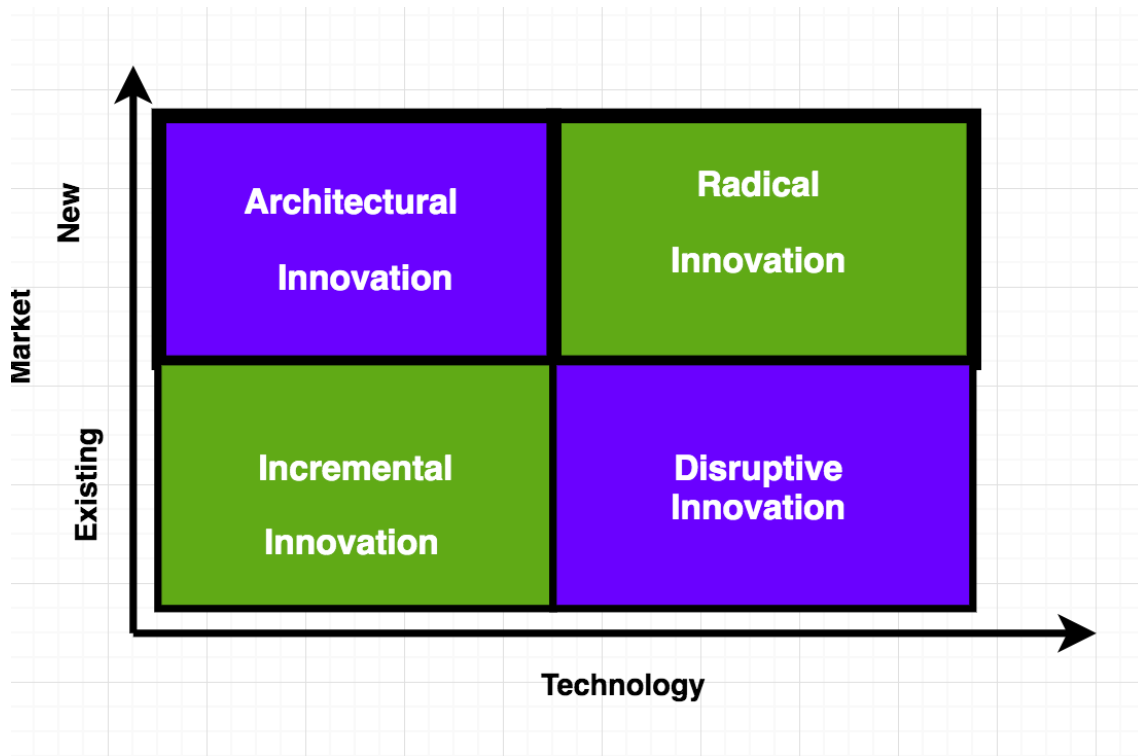 New
Market
Existing
Architectural
Innovation
Radical
Innovation
Incremental
Innovation
Disruptive
Innovation
Technology